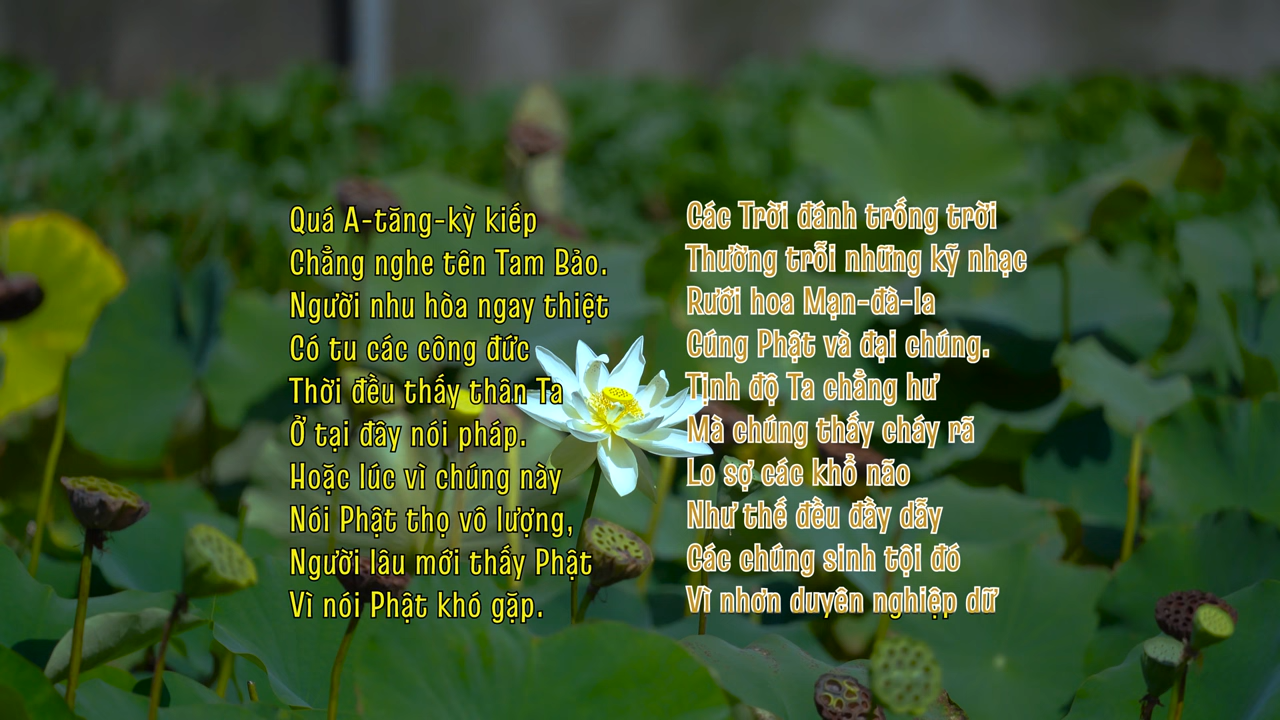 Quá A-tăng-kỳ kiếp
Chẳng nghe tên Tam Bảo.
Người nhu hòa ngay thiệt
Có tu các công đức
Thời đều thấy thân Ta
Ở tại đây nói pháp.
Hoặc lúc vì chúng này
Nói Phật thọ vô lượng,
Người lâu mới thấy Phật
Vì nói Phật khó gặp.
Các Trời đánh trống trời
Thường trỗi những kỹ nhạc
Rưới hoa Mạn-đà-la
Cúng Phật và đại chúng.
Tịnh độ Ta chẳng hư
Mà chúng thấy cháy rã
Lo sợ các khổ não
Như thế đều đầy dẫy
Các chúng sinh tội đó
Vì nhơn duyên nghiệp dữ